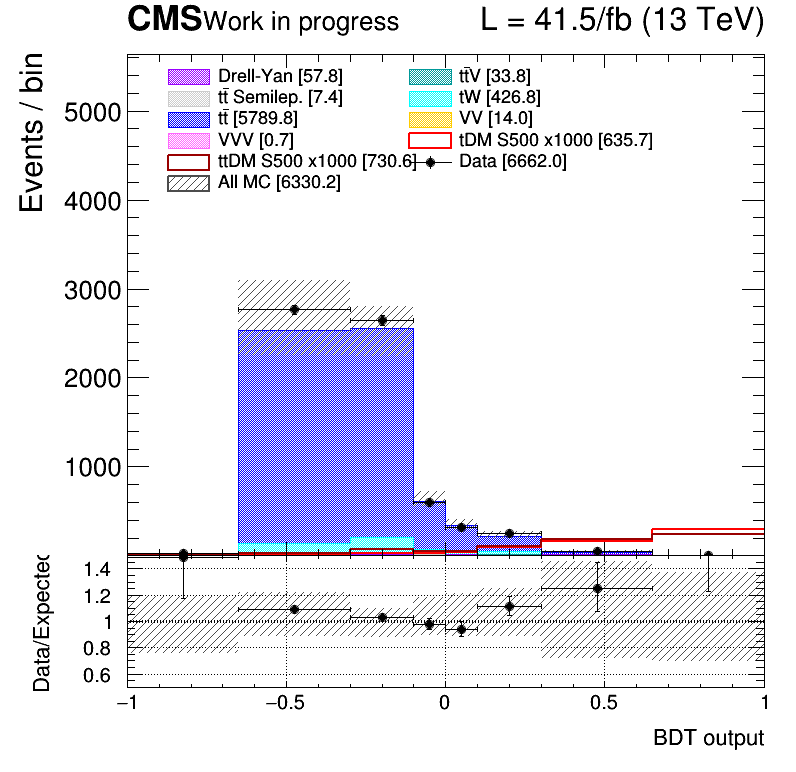 CMS Work in progress L = 41.5/fb (13 TeV)
Events / bin
Drell-Yan [57.8] tt̄V [33.8]
tt̄ Semilep. [7.4] tW [426.8]
tt̄ [5789.8] VV [14.0]
VVV [0.7] tDM S500 x1000 [635.7]
ttDM S500 x1000 [730.6] Data [6662.0]
All MC [6330.2]
5000
4000
3000
2000
1000
Data/Expected
1.4
1.2
1
0.8
0.6
−1 −0.5 0 0.5 1
BDT output